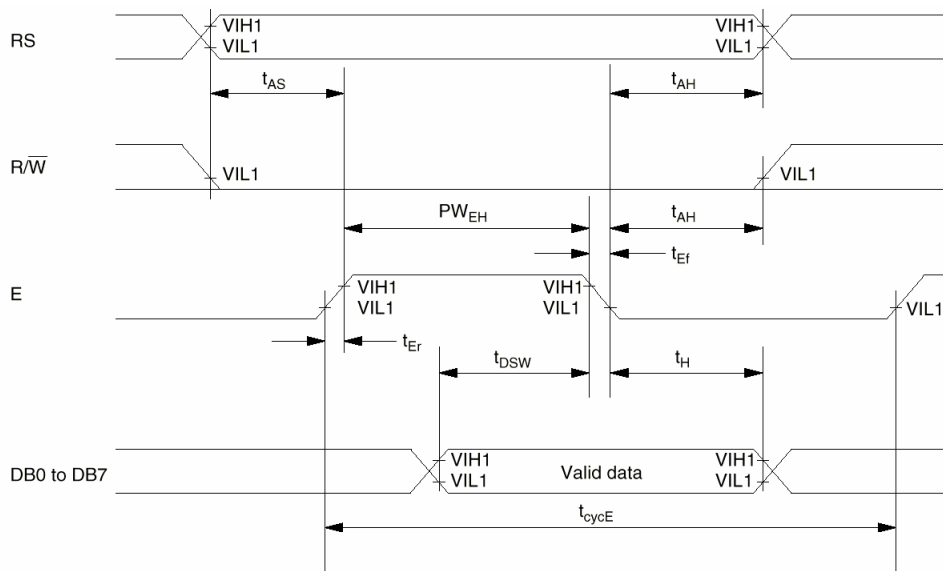 RS
VIH1
VIL1
VIH1
VIL1
tAS
tAH
R/W̅
VIL1
VIL1
PWEH
tAH
tEf
E
VIH1
VIL1
VIH1
VIL1
VIL1
tEr
tDSW
tH
DB0 to DB7
VIH1
VIL1
Valid data
VIH1
VIL1
tcycE